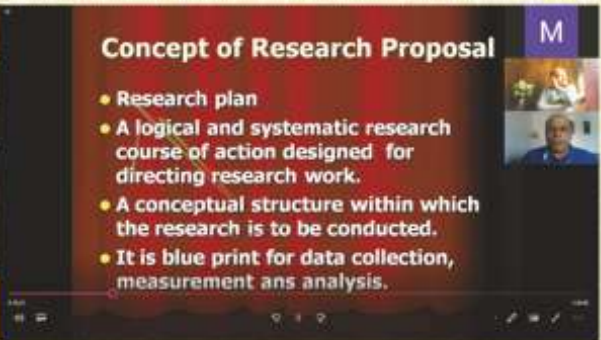 Concept of Research Proposal
M
• Research plan
• A logical and systematic research
course of action designed for
directing research work.
• A conceptual structure within which
the research is to be conducted.
• It is blue print for data collection,
measurement ans analysis.